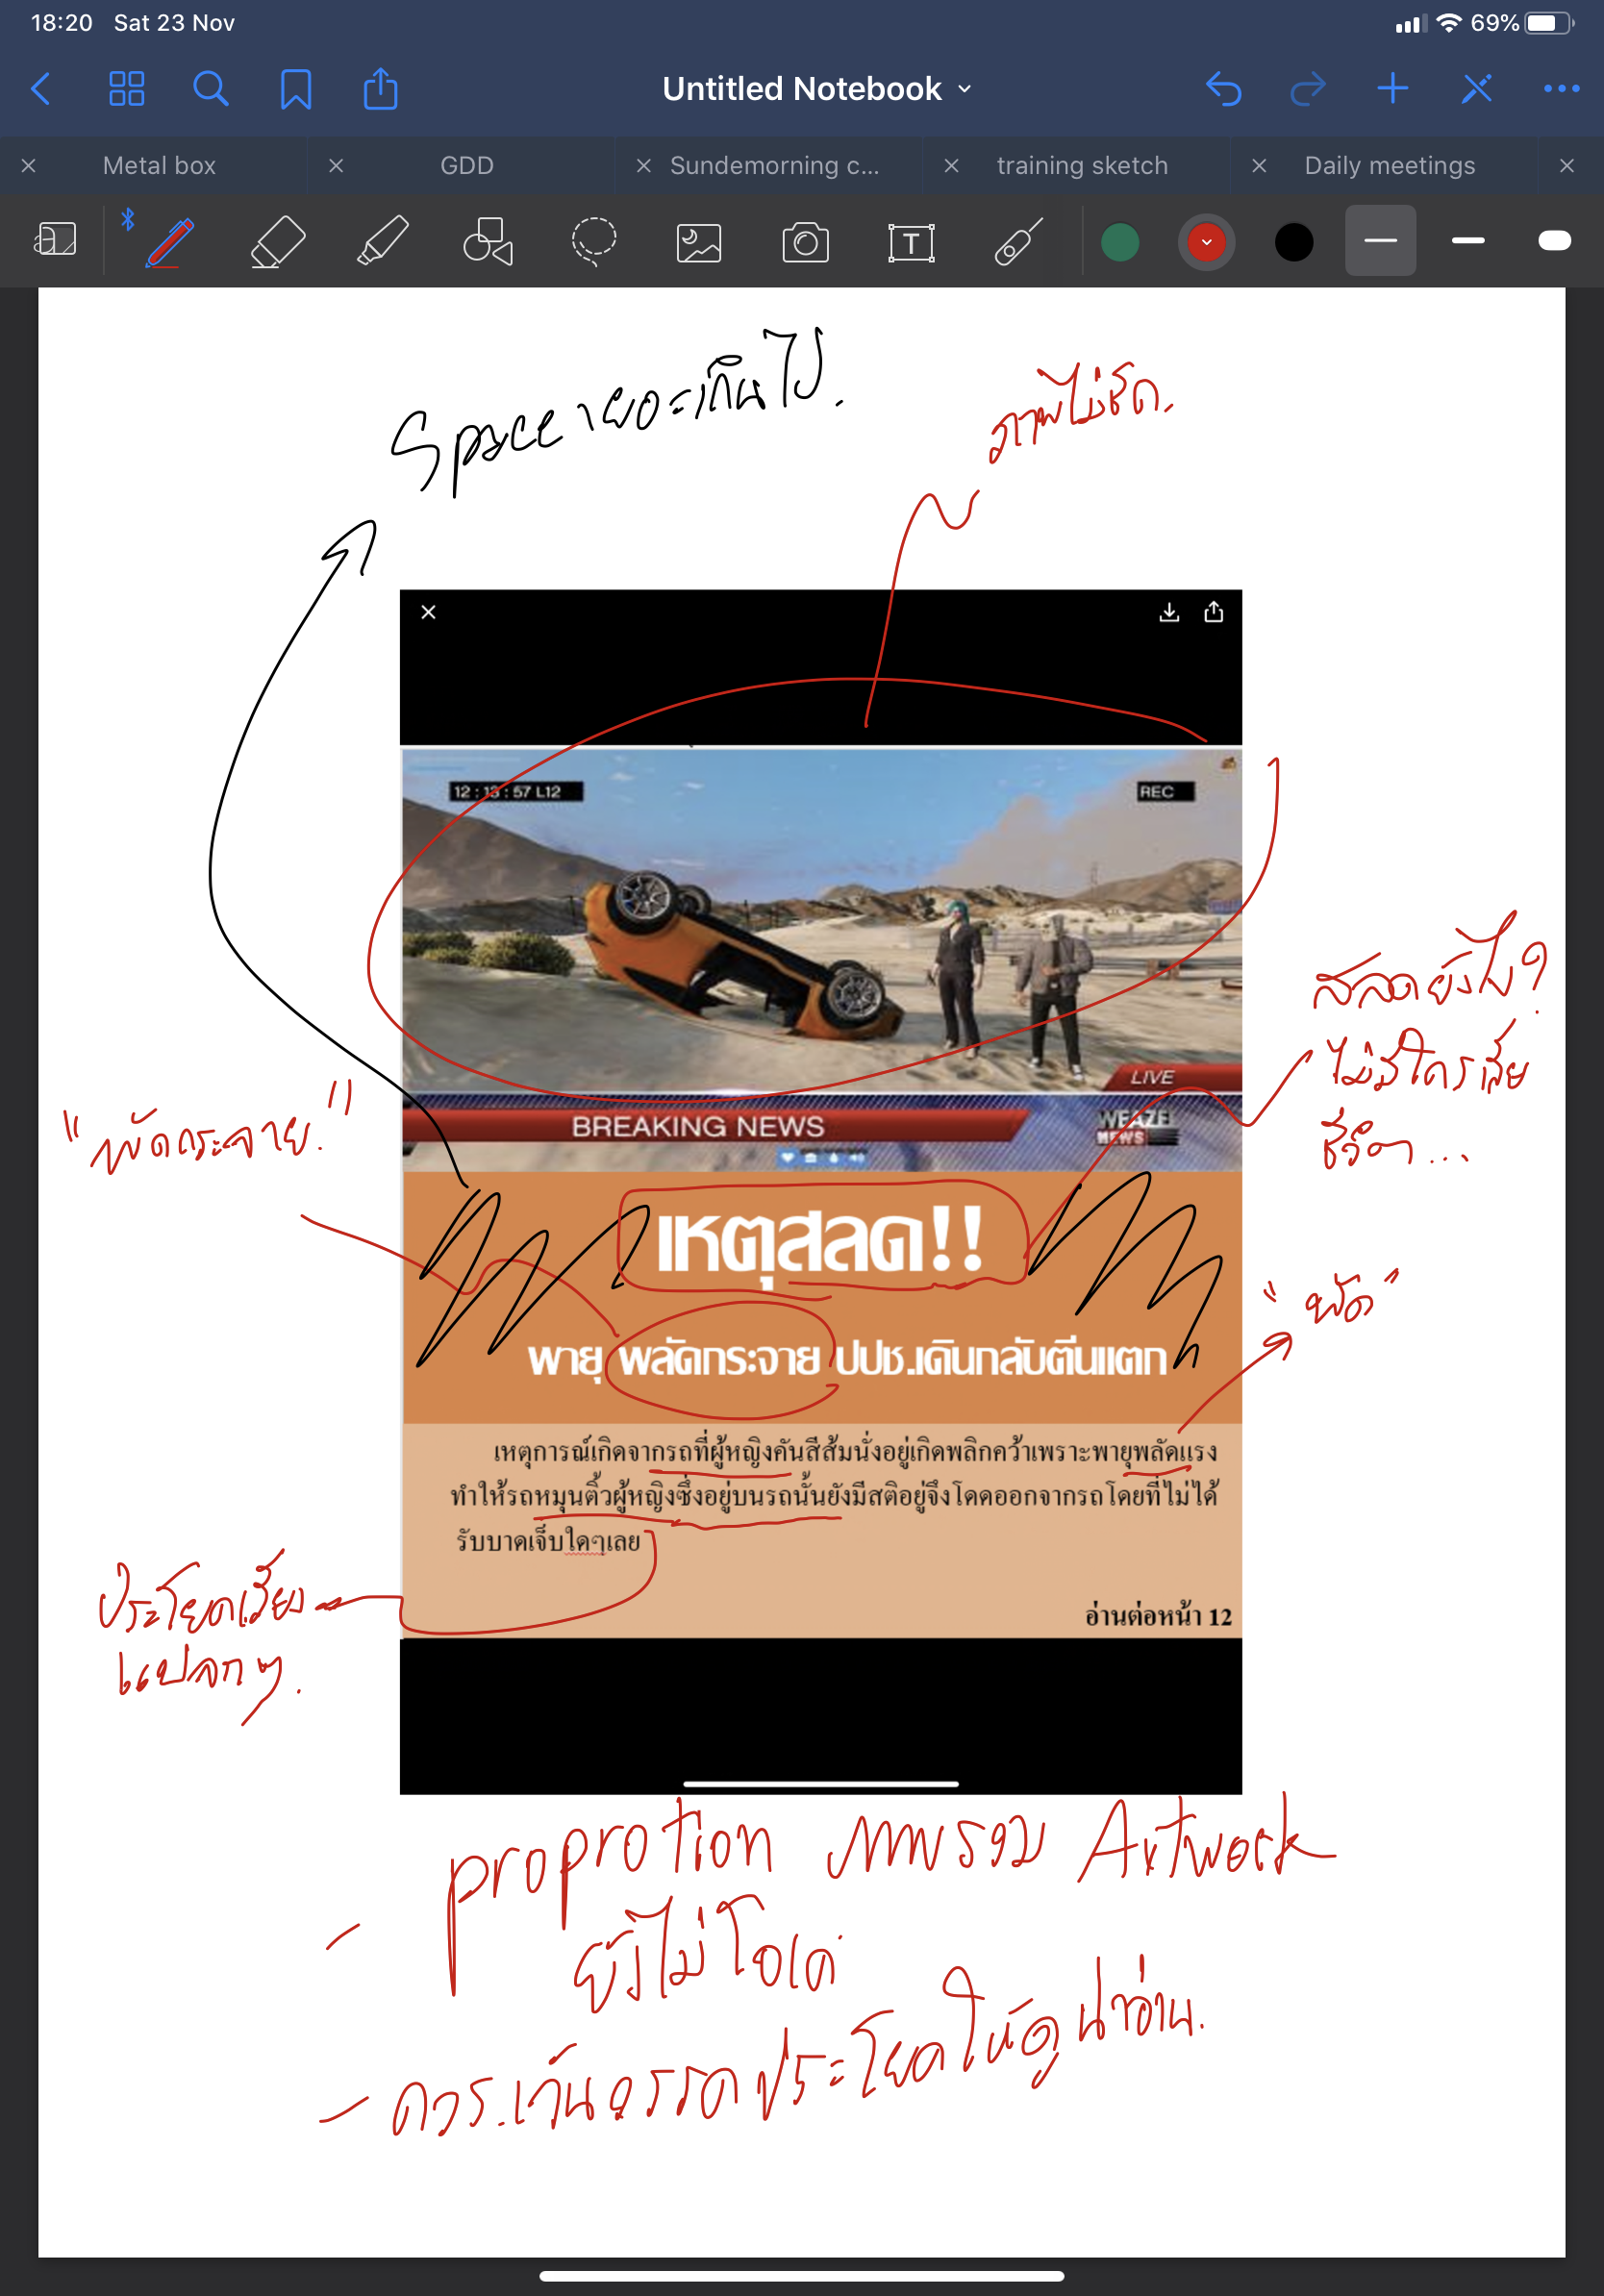 18:20 Sat 23 Nov
69%
Untitled Notebook
Metal box
GDD
Sundemorning c...
training sketch
Daily meetings
T
Space เยอะเกินไป.
ภาพไม่ชัด.
12 : 13 : 57 L12
REC
LIVE
BREAKING NEWS
WEAZEL
NEWS
สลดยังไง?
ไม่มีใครเสีย
ชีวิต...
"พัดกระจาย."
เหตุสลด!!
"พัด"
พายุ พลัดกระจาย ปปช.เดินกลับตีนแตก
เหตุการณ์เกิดจากรถที่ผู้หญิงคันสีส้มนั่งอยู่เกิดพลิกคว้าเพราะพายุพลัดแรง
ทำให้รถหมุนติ้วผู้หญิงซึ่งอยู่บนรถนั้นยังมีสติอยู่จึงโดดออกจากรถโดยที่ไม่ได้
รับบาดเจ็บใดๆเลย
อ่านต่อหน้า 12
ประโยคเรียง
แปลกๆ.
- proprotion ภาพรวม Artwork
ยังไม่โอเค
- ควรเว้นวรรคประโยคให้ดูน่าอ่าน.